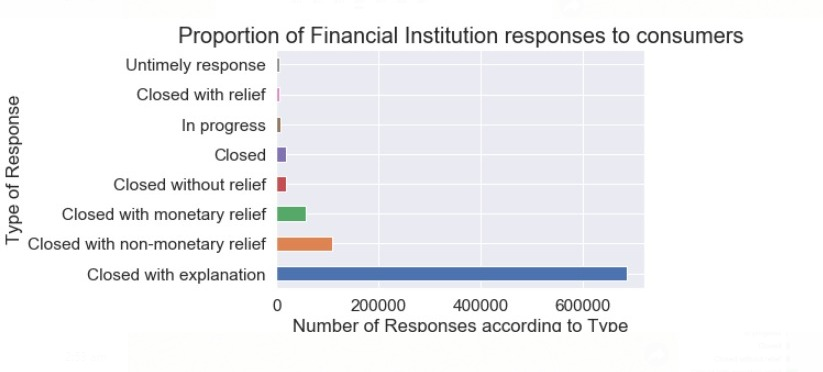 Proportion of Financial Institution responses to consumers
Untimely response
Closed with relief
In progress
Closed
Closed without relief
Closed with monetary relief
Closed with non-monetary relief
Closed with explanation
Type of Response
0 200000 400000 600000
Number of Responses according to Type